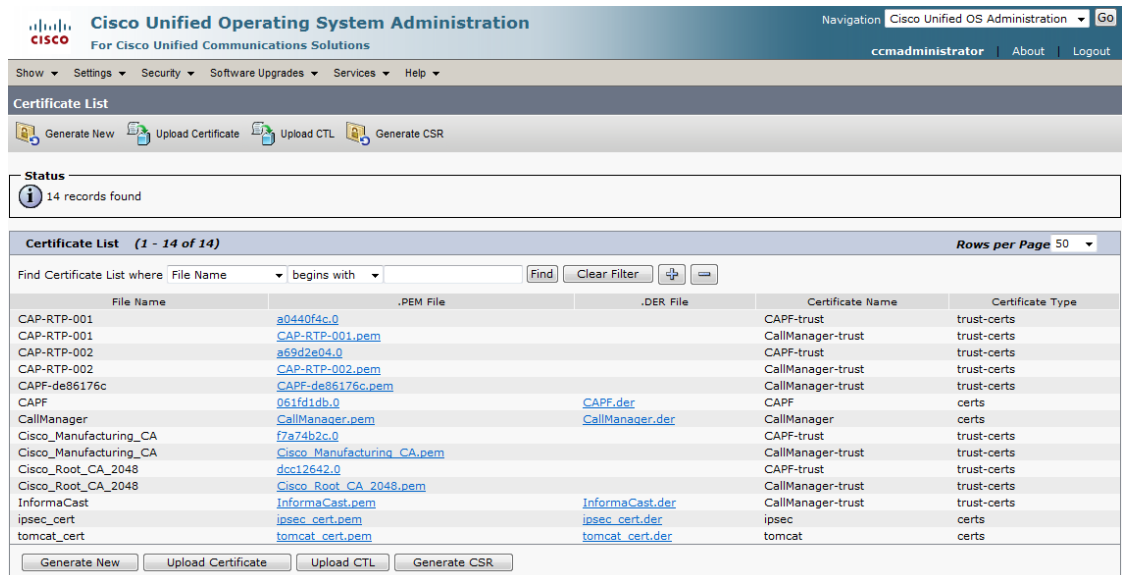 Cisco Unified Operating System Administration
Navigation Cisco Unified OS Administration Go
CISCO
For Cisco Unified Communications Solutions
ccmadministrator | About | Logout
Show Settings Security Software Upgrades Services Help
Certificate List
Generate New Upload Certificate Upload CTL Generate CSR
Status
14 records found
Certificate List (1 - 14 of 14) Rows per Page 50
Find Certificate List where File Name begins with Find Clear Filter
File Name .PEM File .DER File Certificate Name Certificate Type
CAP-RTP-001 a0440f4c.0 CAPF-trust trust-certs
CAP-RTP-001 CAP-RTP-001.pem CallManager-trust trust-certs
CAP-RTP-002 a69d2e04.0 CAPF-trust trust-certs
CAP-RTP-002 CAP-RTP-002.pem CallManager-trust trust-certs
CAPF-de86176c CAPF-de86176c.pem CallManager-trust trust-certs
CAPF 061fd1db.0 CAPF.der CAPF certs
CallManager CallManager.pem CallManager.der CallManager certs
Cisco_Manufacturing_CA f7a74b2c.0 CAPF-trust trust-certs
Cisco_Manufacturing_CA Cisco_Manufacturing_CA.pem CallManager-trust trust-certs
Cisco_Root_CA_2048 dcc12642.0 CAPF-trust trust-certs
Cisco_Root_CA_2048 Cisco_Root_CA_2048.pem CallManager-trust trust-certs
InformaCast InformaCast.pem InformaCast.der CallManager-trust trust-certs
ipsec_cert ipsec_cert.pem ipsec_cert.der ipsec certs
tomcat_cert tomcat_cert.pem tomcat_cert.der tomcat certs
Generate New Upload Certificate Upload CTL Generate CSR